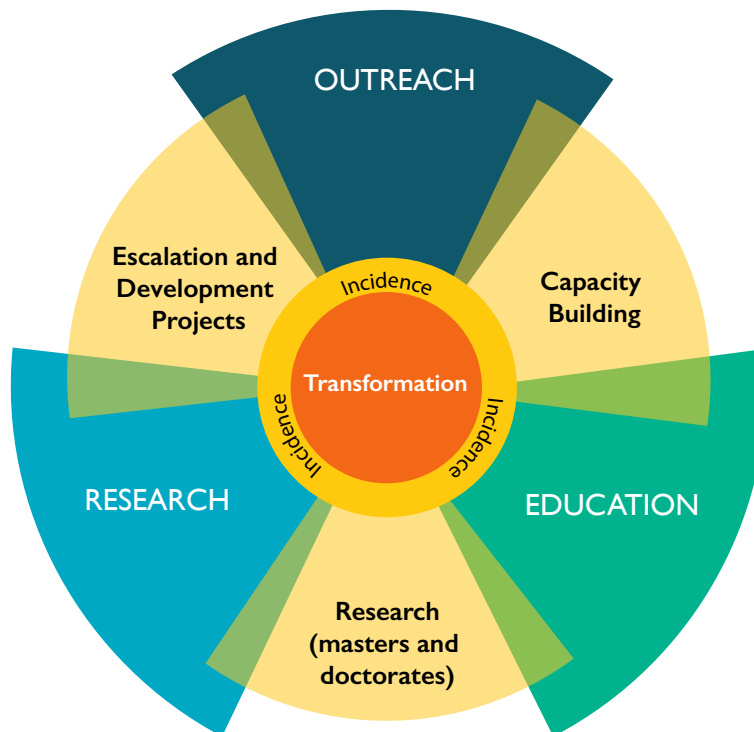 OUTREACH
Escalation and
Development
Projects
Capacity
Building
Incidence
Transformation
Incidence
Incidence
RESEARCH
EDUCATION
Research
(masters and
doctorates)